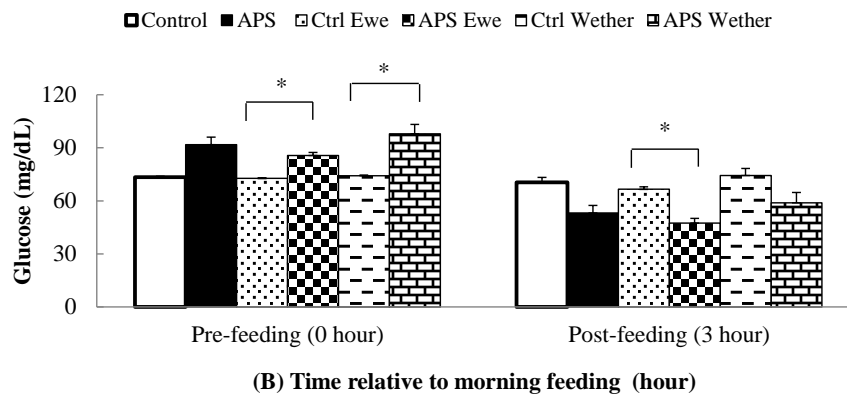 Control APS Ctrl Ewe APS Ewe Ctrl Wether APS Wether
* *
*
120
90
60
30
0
Glucose (mg/dL)
Pre-feeding (0 hour) Post-feeding (3 hour)
(B) Time relative to morning feeding (hour)